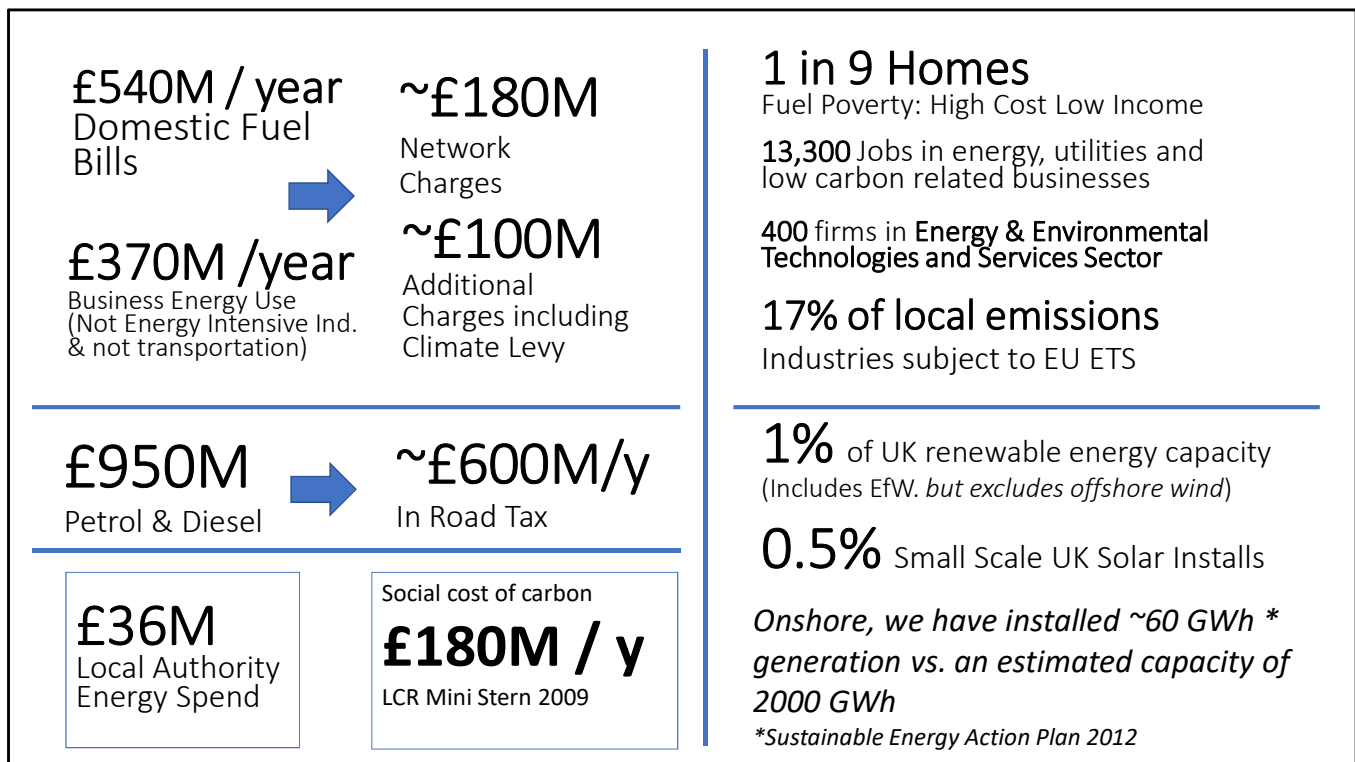 £540M / year
Domestic Fuel
Bills
~£180M
Network
Charges
£370M /year
Business Energy Use
(Not Energy Intensive Ind.
& not transportation)
~£100M
Additional
Charges including
Climate Levy
£950M
Petrol & Diesel
~£600M/y
In Road Tax
£36M
Local Authority
Energy Spend
Social cost of carbon
£180M / y
LCR Mini Stern 2009
1 in 9 Homes
Fuel Poverty: High Cost Low Income
13,300 Jobs in energy, utilities and
low carbon related businesses
400 firms in Energy & Environmental
Technologies and Services Sector
17% of local emissions
Industries subject to EU ETS
1% of UK renewable energy capacity
(Includes EfW. but excludes offshore wind)
0.5% Small Scale UK Solar Installs
Onshore, we have installed ~60 GWh *
generation vs. an estimated capacity of
2000 GWh
*Sustainable Energy Action Plan 2012